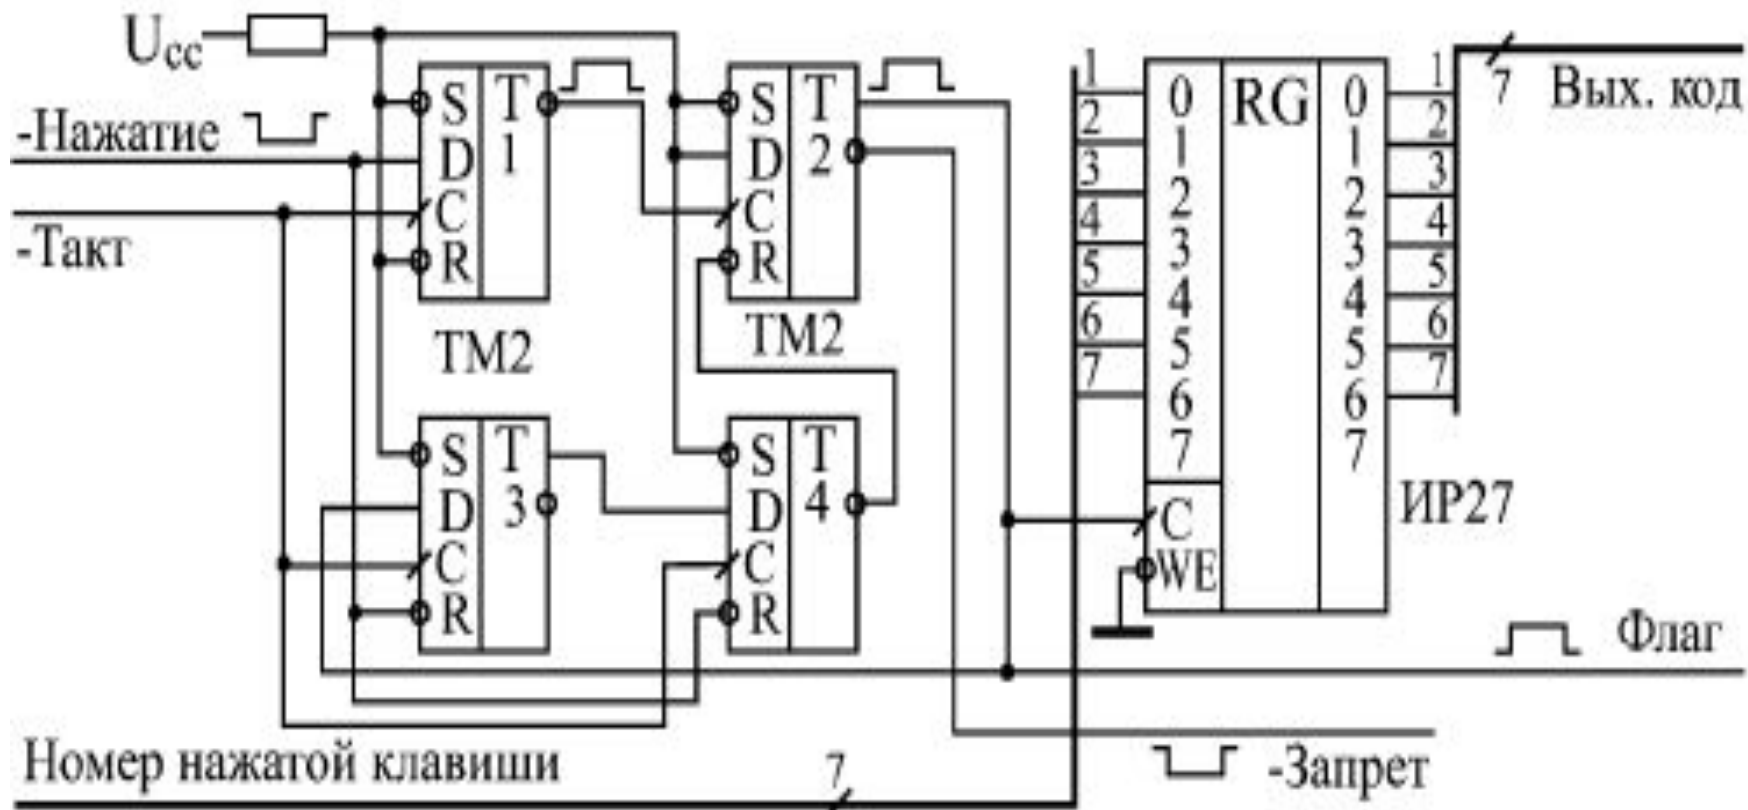 Ucc
-Нажатие
-Такт
S T
D 1
C
R
ТМ2
S T
D 2
C
R
ТМ2
S T
D 3
C
R
S T
D 4
C
R
1
2
3
4
5
6
7
0 RG 0
1 1
2 2
3 3
4 4
5 5
6 6
7 7
C
WE
ИР27
1
2
3
4
5
6
7
7
Вых. код
Флаг
-Запрет
Номер нажатой клавиши
7